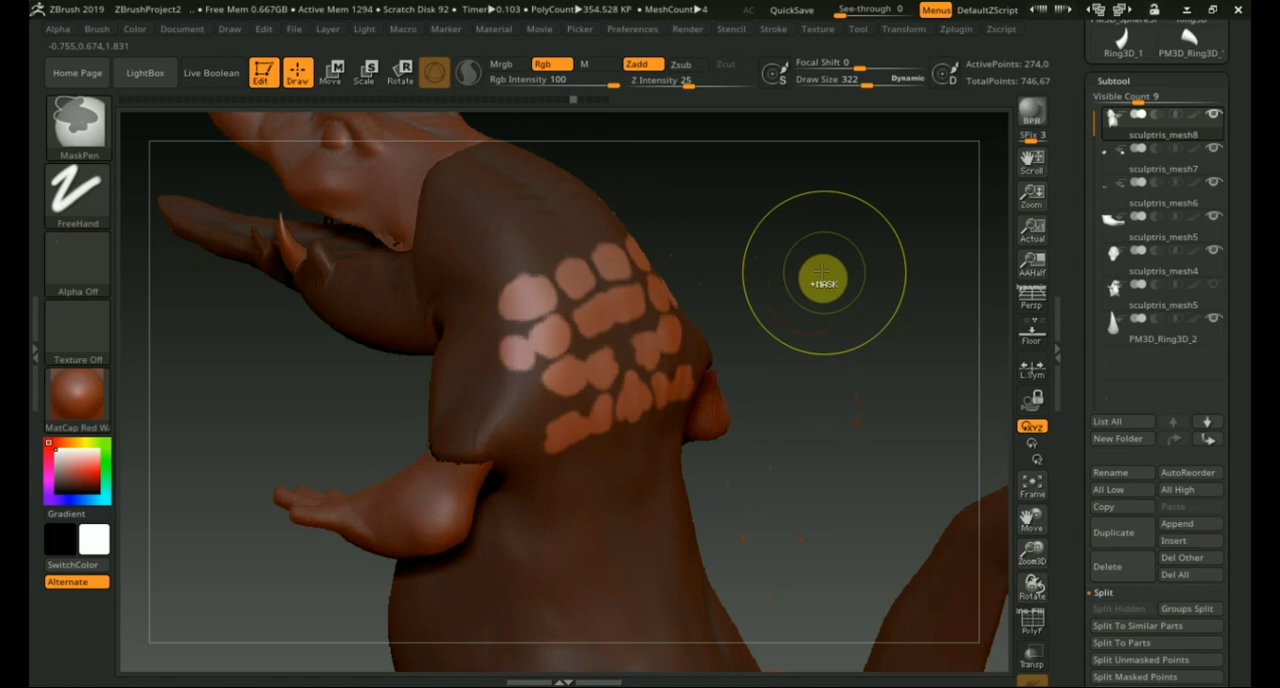 ZBrush 2019 ZBrushProject2 .. • Free Mem 0.667GB • Active Mem 1294 • Scratch Disk 92 • Timer▶0.103 • PolyCount▶354.528 KP • MeshCount▶4 AC QuickSave See-through 0 Menus DefaultZScript
Alpha Brush Color Document Draw Edit File Layer Light Macro Marker Material Movie Picker Preferences Render Stencil Stroke Texture Tool Transform Zplugin Zscript
-0.755,0.674,1.831
Home Page LightBox Live Boolean Edit Draw Move Scale Rotate
Mrgb Rgb M Zadd Zsub Zcut
Rgb Intensity 100 Z Intensity 25
Focal Shift 0
Draw Size 322 Dynamic
ActivePoints: 274,0
TotalPoints: 746,67
MaskPen
FreeHand
Alpha Off
Texture Off
MatCap Red W
Gradient
SwitchColor
Alternate
+MASK
BPR
SPix 3
Scroll
Zoom
Actual
AAHalf
Dynamic
Persp
Floor
L.Sym
XYZ
Frame
Move
Zoom3D
Rotate
PolyF
Transp
Ring3D_1 PM3D_Ring3D_
Subtool
Visible Count 9
sculptris_mesh8
sculptris_mesh7
sculptris_mesh6
sculptris_mesh5
sculptris_mesh4
sculptris_mesh5
PM3D_Ring3D_2
List All
New Folder
Rename AutoReorder
All Low All High
Copy Paste
Duplicate Append
Insert
Delete Del Other
Del All
Split
Split Hidden Groups Split
Split To Similar Parts
Split To Parts
Split Unmasked Points
Split Masked Points